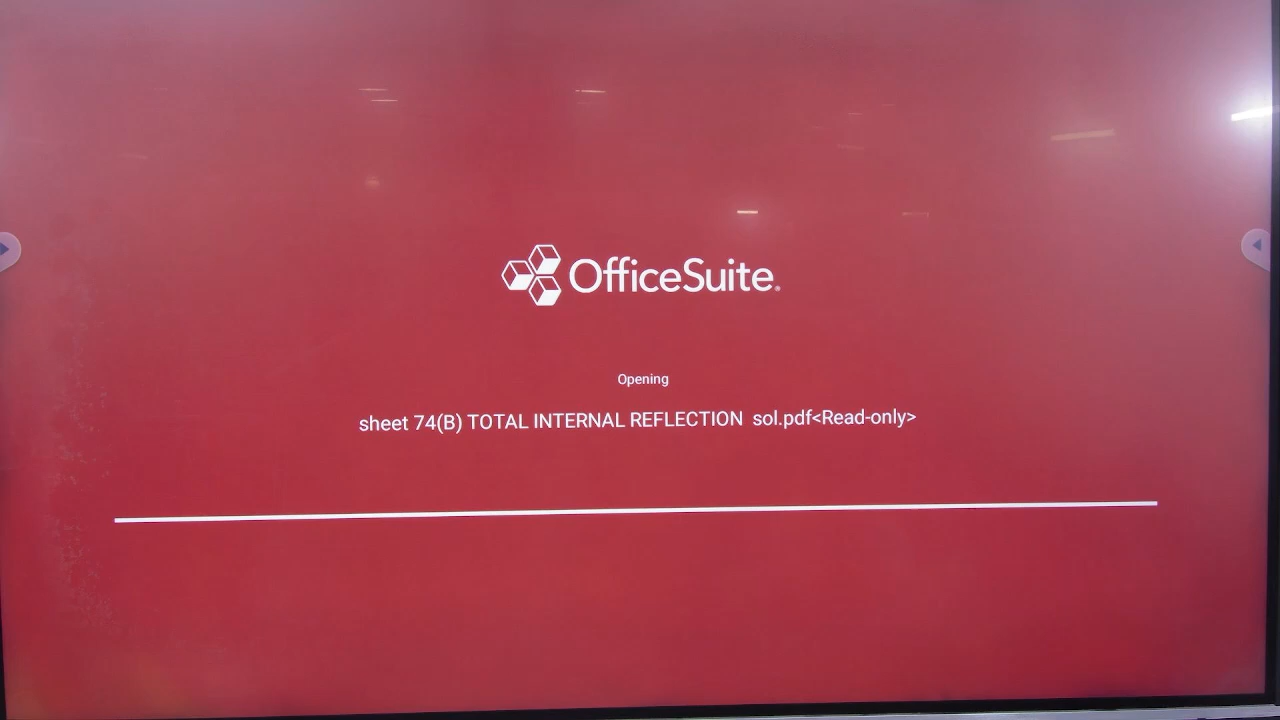 OfficeSuite®
Opening
sheet 74(B) TOTAL INTERNAL REFLECTION sol.pdf<Read-only>